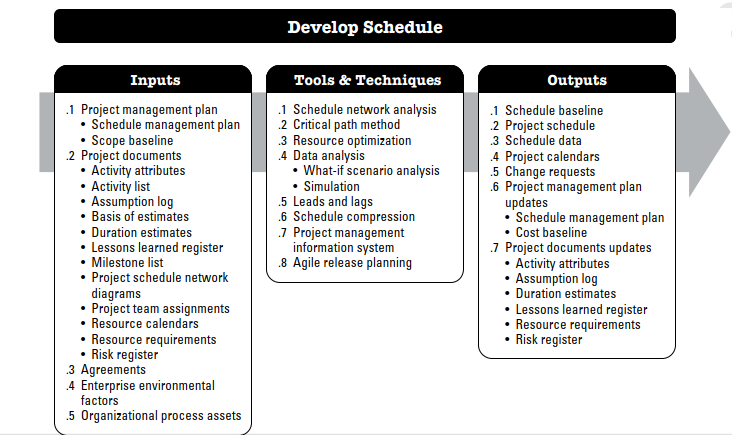 Develop Schedule
Inputs
.1 Project management plan
• Schedule management plan
• Scope baseline
.2 Project documents
• Activity attributes
• Activity list
• Assumption log
• Basis of estimates
• Duration estimates
• Lessons learned register
• Milestone list
• Project schedule network
diagrams
• Project team assignments
• Resource calendars
• Resource requirements
• Risk register
.3 Agreements
.4 Enterprise environmental
factors
.5 Organizational process assets
Tools & Techniques
.1 Schedule network analysis
.2 Critical path method
.3 Resource optimization
.4 Data analysis
• What-if scenario analysis
• Simulation
.5 Leads and lags
.6 Schedule compression
.7 Project management
information system
.8 Agile release planning
Outputs
.1 Schedule baseline
.2 Project schedule
.3 Schedule data
.4 Project calendars
.5 Change requests
.6 Project management plan
updates
• Schedule management plan
• Cost baseline
.7 Project documents updates
• Activity attributes
• Assumption log
• Duration estimates
• Lessons learned register
• Resource requirements
• Risk register